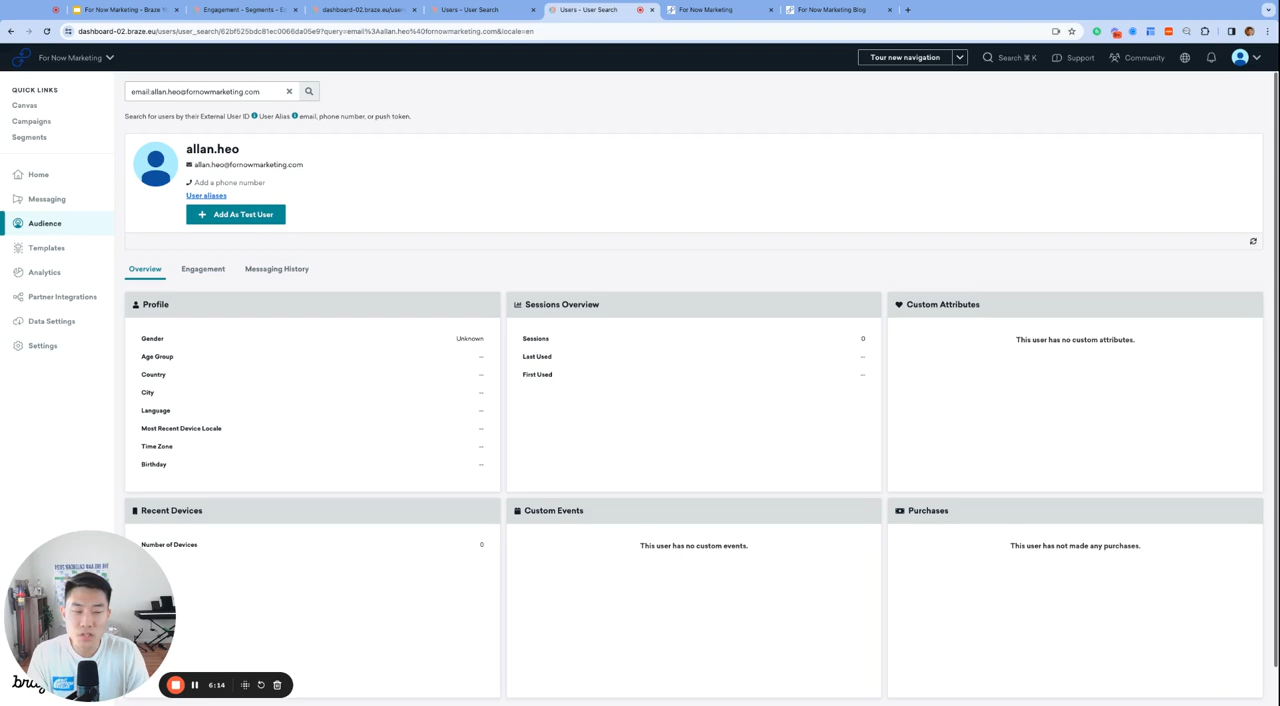 For Now Marketing - Braze 1
Engagement - Segments - Ed
dashboard-02.braze.eu/user
Users - User Search
Users - User Search
For Now Marketing
For Now Marketing Blog
dashboard-02.braze.eu/users/user_search/62bf525bdc81ec0066da05e9?query=email%3Aallan.heo%40fornowmarketing.com&locale=en
For Now Marketing
Tour new navigation
Search ⌘ K
Support
Community
QUICK LINKS
Canvas
Campaigns
Segments
Home
Messaging
Audience
Templates
Analytics
Partner Integrations
Data Settings
Settings
email:allan.heo@fornowmarketing.com
Search for users by their External User ID User Alias email, phone number, or push token.
allan.heo
allan.heo@fornowmarketing.com
Add a phone number
User aliases
+ Add As Test User
Overview Engagement Messaging History
Profile
Gender Unknown
Age Group --
Country --
City --
Language --
Most Recent Device Locale --
Time Zone --
Birthday --
Sessions Overview
Sessions 0
Last Used --
First Used --
Custom Attributes
This user has no custom attributes.
Recent Devices
Number of Devices 0
Custom Events
This user has no custom events.
Purchases
This user has not made any purchases.
6:14